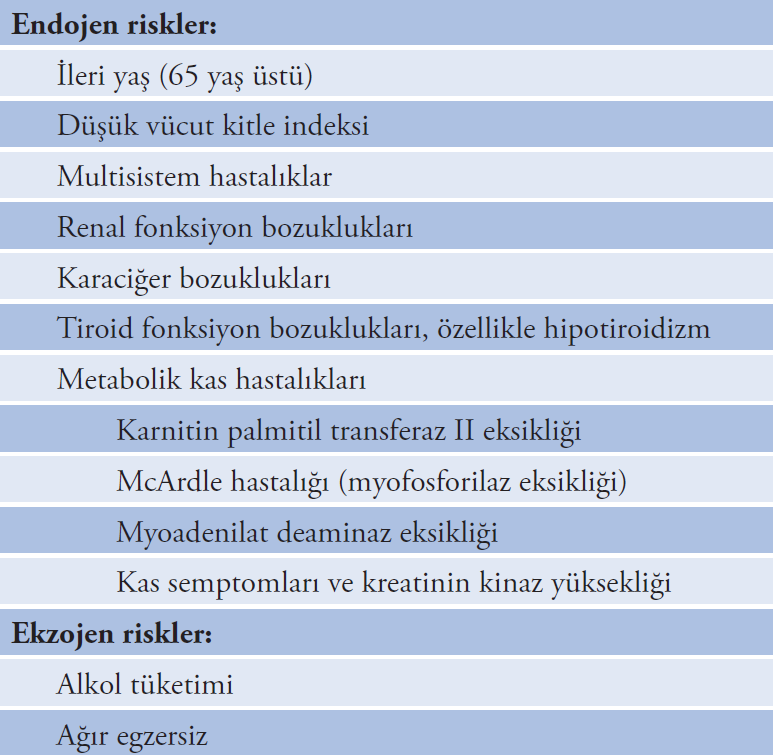 Endojen riskler:
İleri yaş (65 yaş üstü)
Düşük vücut kitle indeksi
Multisistem hastalıklar
Renal fonksiyon bozuklukları
Karaciğer bozuklukları
Tiroid fonksiyon bozuklukları, özellikle hipotiroidizm
Metabolik kas hastalıkları
Karnitin palmitil transferaz II eksikliği
McArdle hastalığı (myofosforilaz eksikliği)
Myoadenilat deaminaz eksikliği
Kas semptomları ve kreatinin kinaz yüksekliği
Ekzojen riskler:
Alkol tüketimi
Ağır egzersiz